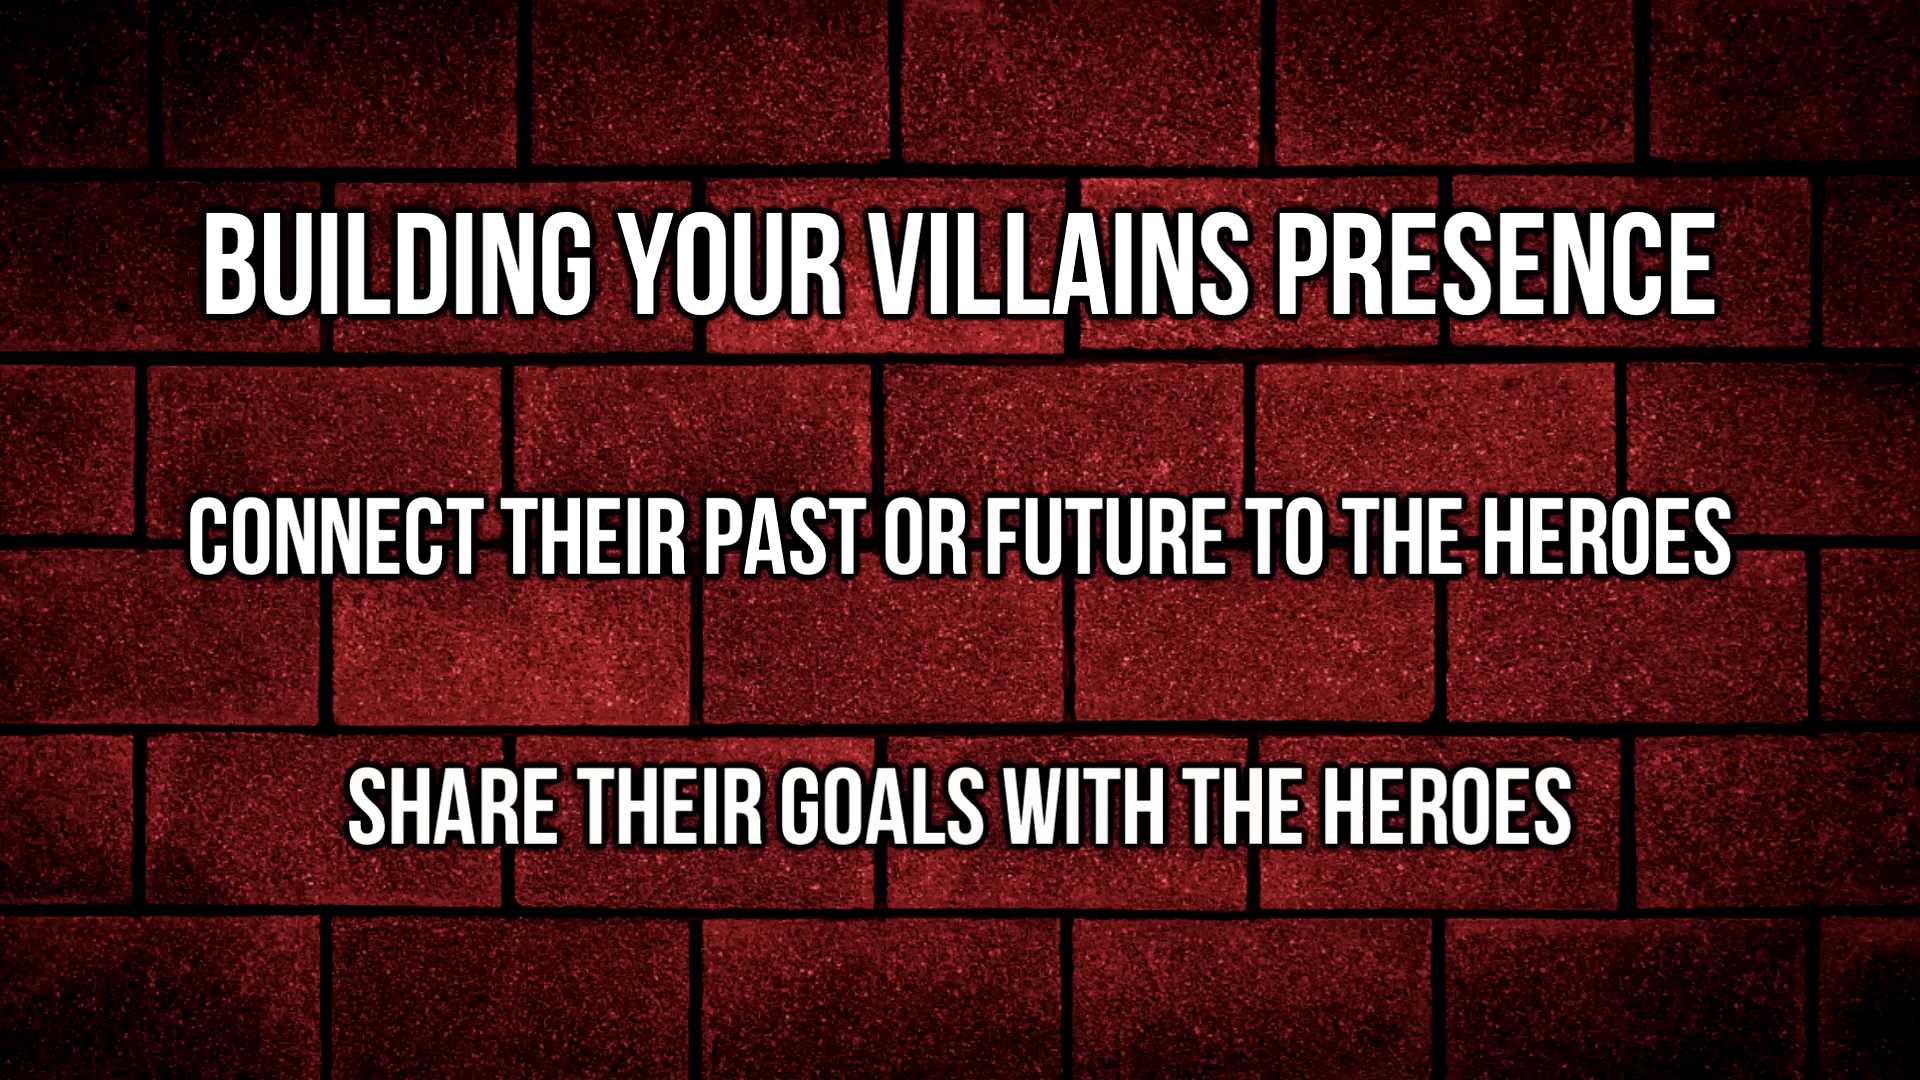 BUILDING YOUR VILLAINS PRESENCE
CONNECT THEIR PAST OR FUTURE TO THE HEROES
SHARE THEIR GOALS WITH THE HEROES